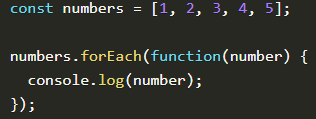 const numbers = [1, 2, 3, 4, 5];
numbers.forEach(function(number) {
  console.log(number);
});